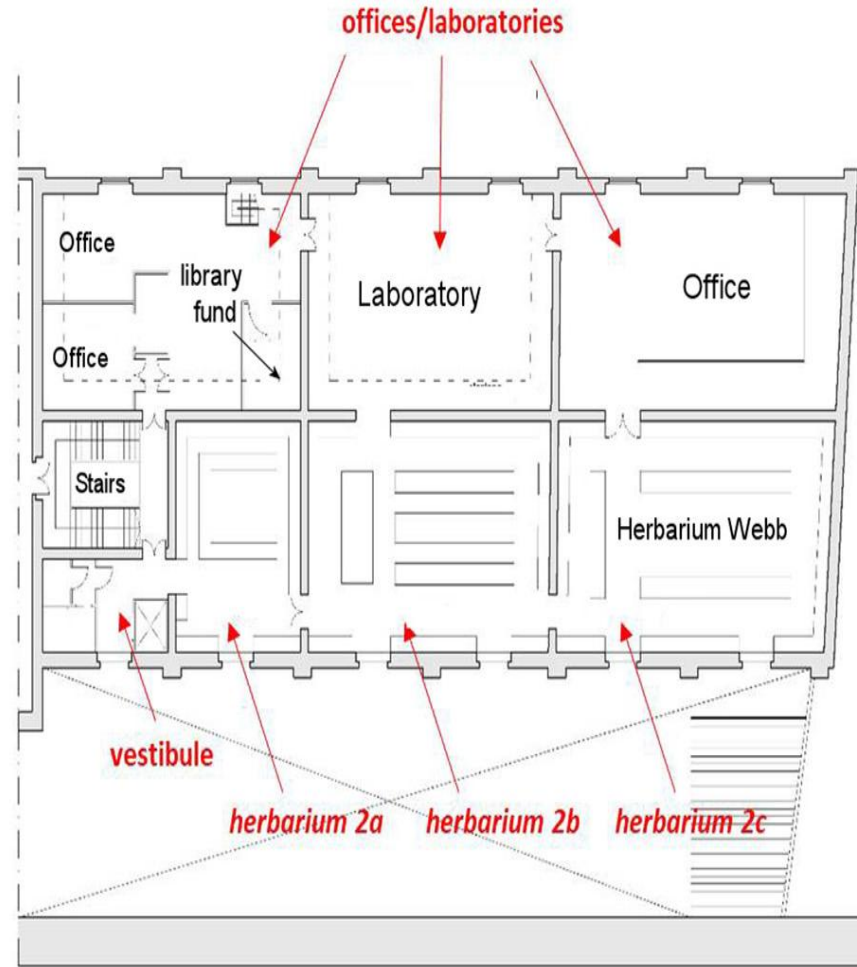 offices/laboratories
Office
library
fund
Laboratory
Office
Office
Stairs
Herbarium Webb
vestibule
herbarium 2a
herbarium 2b
herbarium 2c